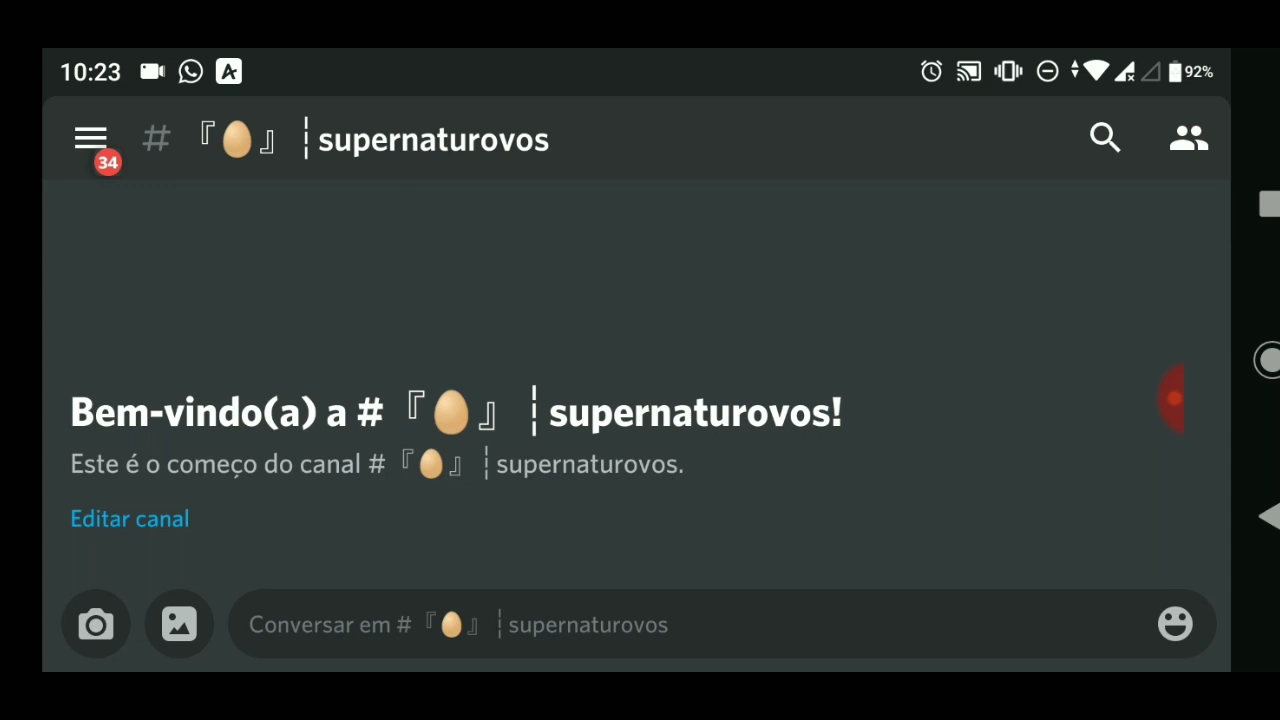 10:23 92%
34 # 『🥚』┆supernaturovos
Bem-vindo(a) a #『🥚』┆supernaturovos!
Este é o começo do canal #『🥚』┆supernaturovos.
Editar canal
Conversar em #『🥚』┆supernaturovos